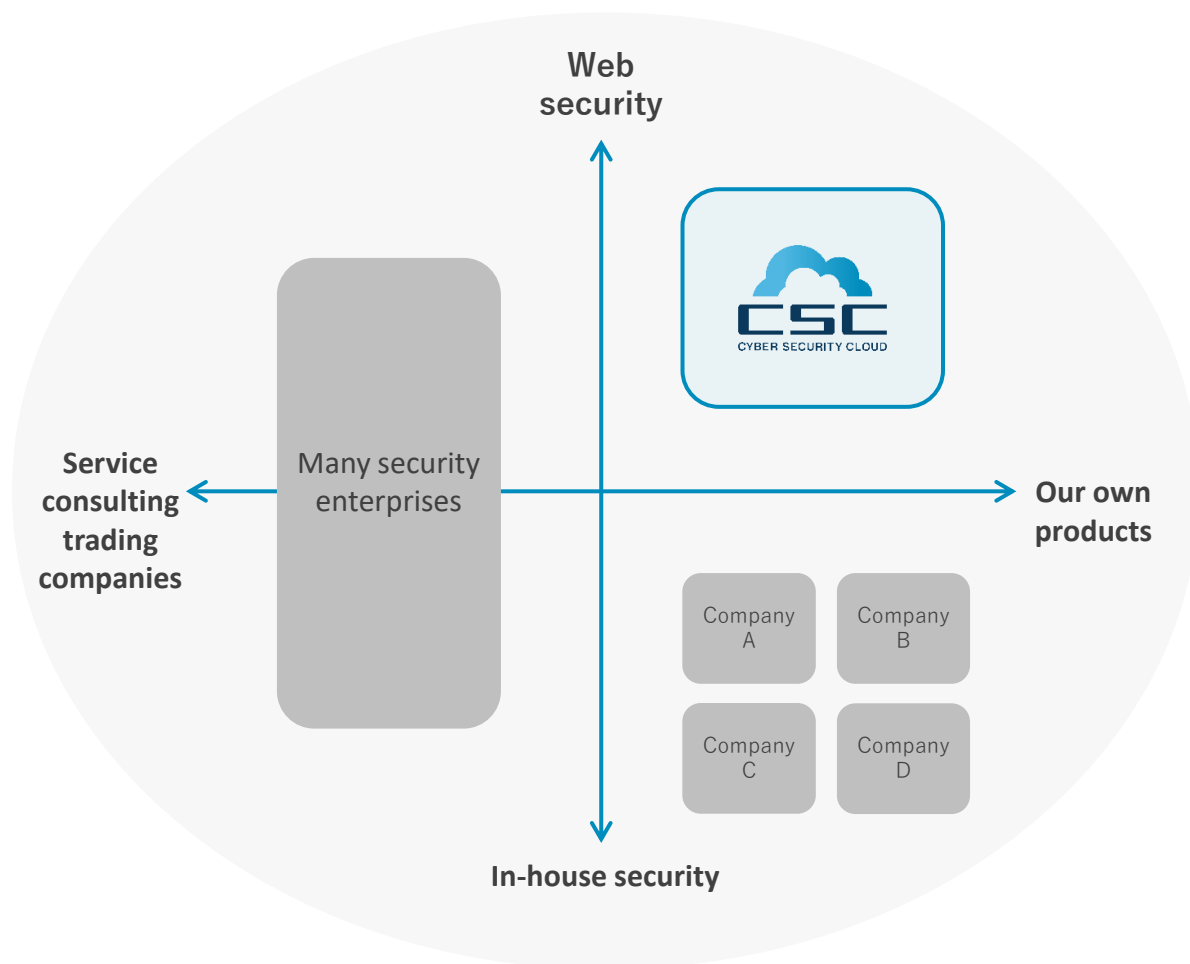 Web
security
CSC
CYBER SECURITY CLOUD
Many security
enterprises
Service
consulting
trading
companies
Our own
products
Company
A
Company
B
Company
C
Company
D
In-house security